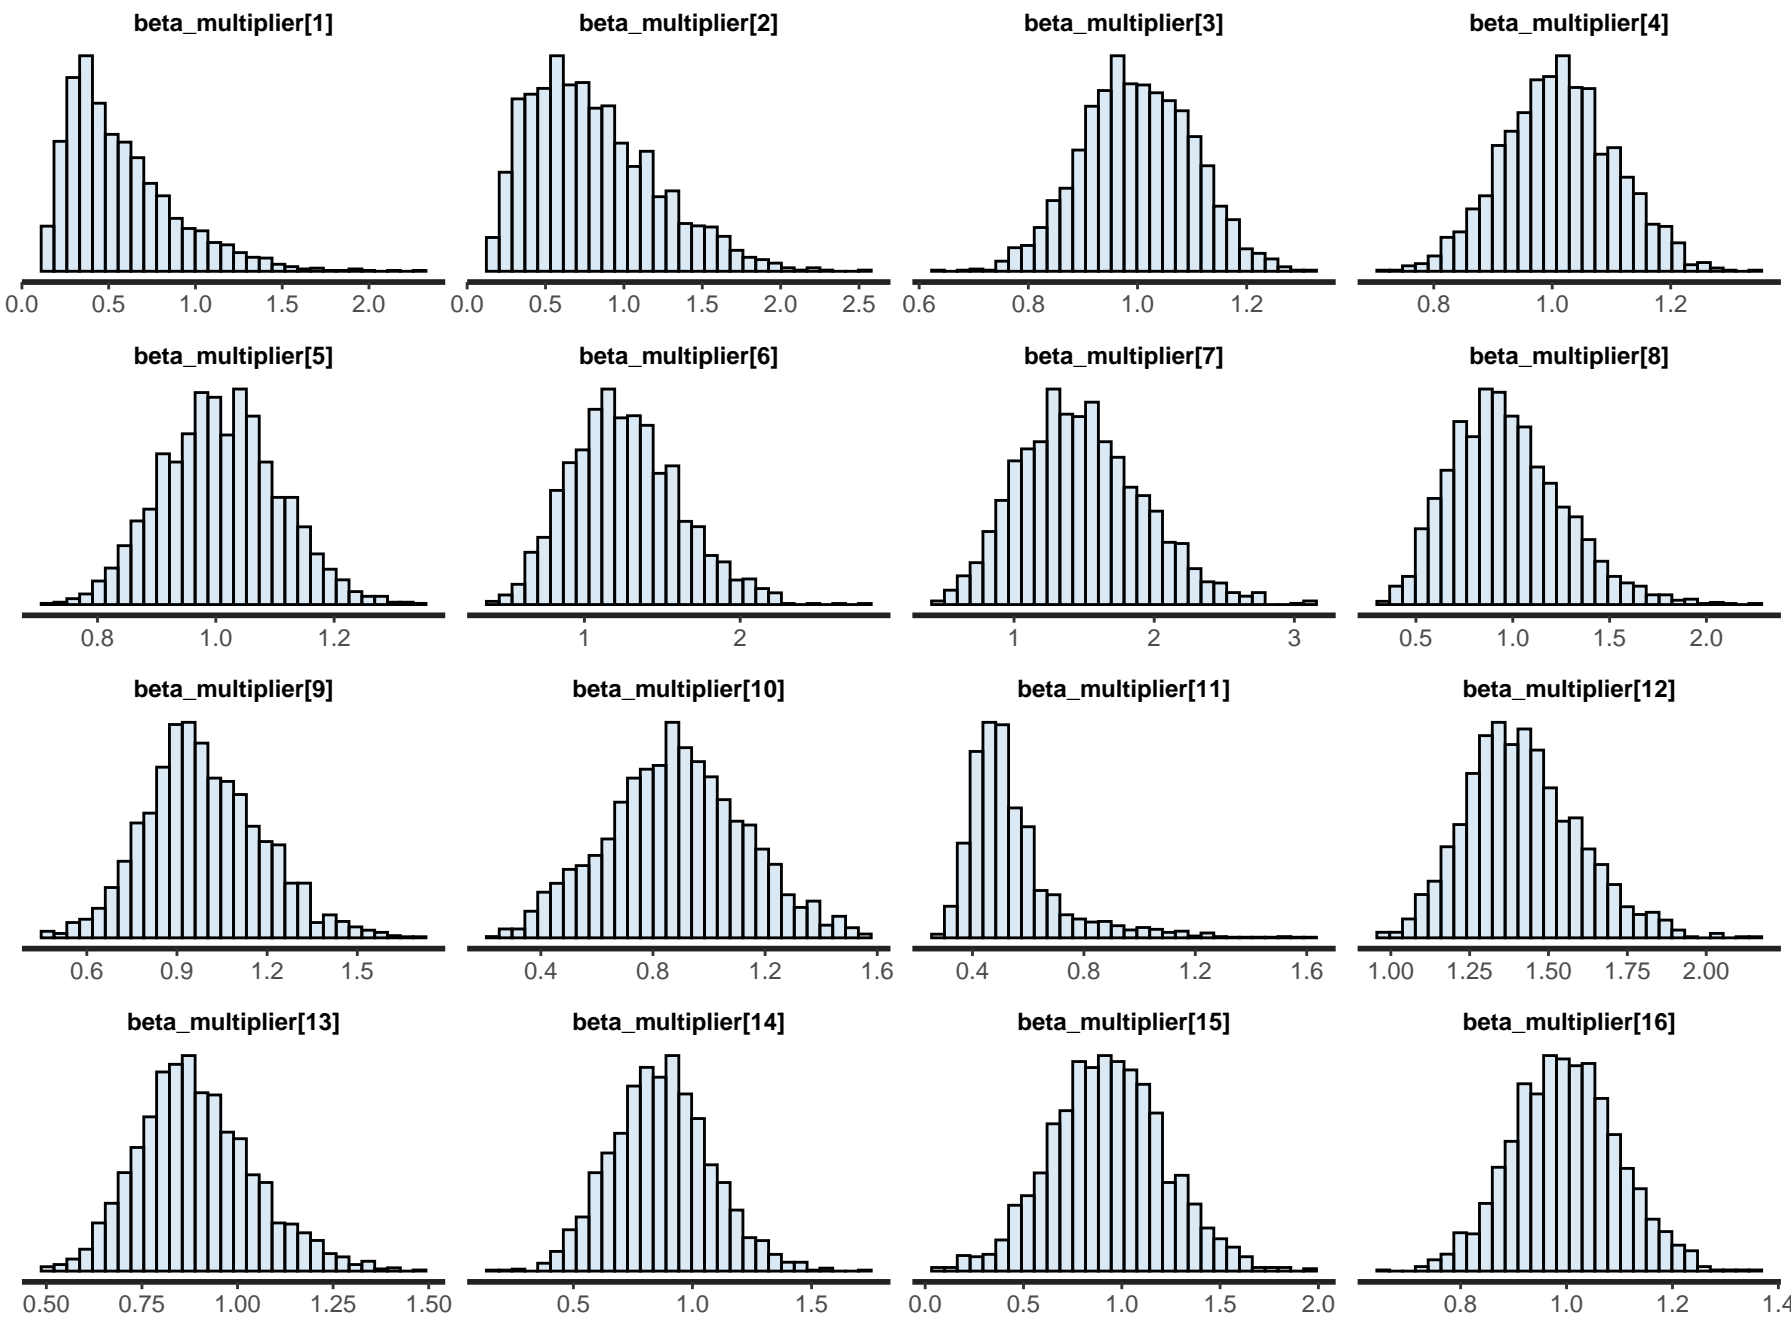 beta_multiplier[1] beta_multiplier[2] beta_multiplier[3] beta_multiplier[4]
0.0 0.5 1.0 1.5 2.0 0.0 0.5 1.0 1.5 2.0 2.5 0.6 0.8 1.0 1.2 0.8 1.0 1.2
beta_multiplier[5] beta_multiplier[6] beta_multiplier[7] beta_multiplier[8]
0.8 1.0 1.2 1 2 1 2 3 0.5 1.0 1.5 2.0
beta_multiplier[9] beta_multiplier[10] beta_multiplier[11] beta_multiplier[12]
0.6 0.9 1.2 1.5 0.4 0.8 1.2 1.6 0.4 0.8 1.2 1.6 1.00 1.25 1.50 1.75 2.00
beta_multiplier[13] beta_multiplier[14] beta_multiplier[15] beta_multiplier[16]
0.50 0.75 1.00 1.25 1.50 0.5 1.0 1.5 0.0 0.5 1.0 1.5 2.0 0.8 1.0 1.2 1.4